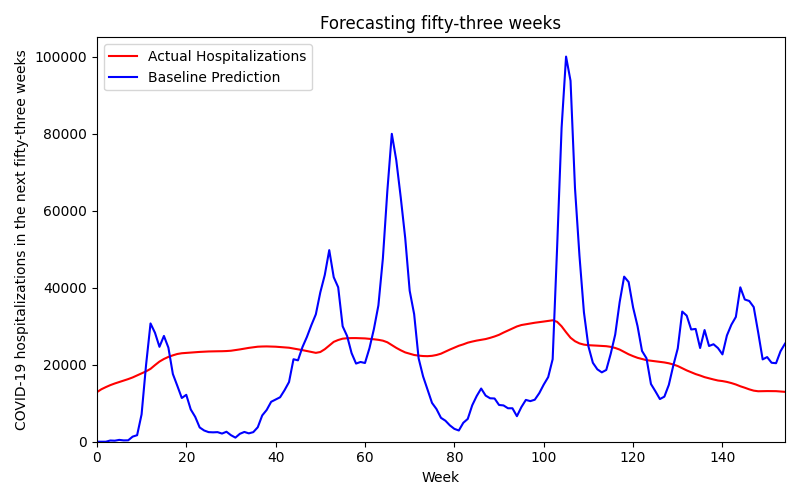 Forecasting fifty-three weeks
Actual Hospitalizations
Baseline Prediction
COVID-19 hospitalizations in the next fifty-three weeks
100000
80000
60000
40000
20000
0
0 20 40 60 80 100 120 140
Week